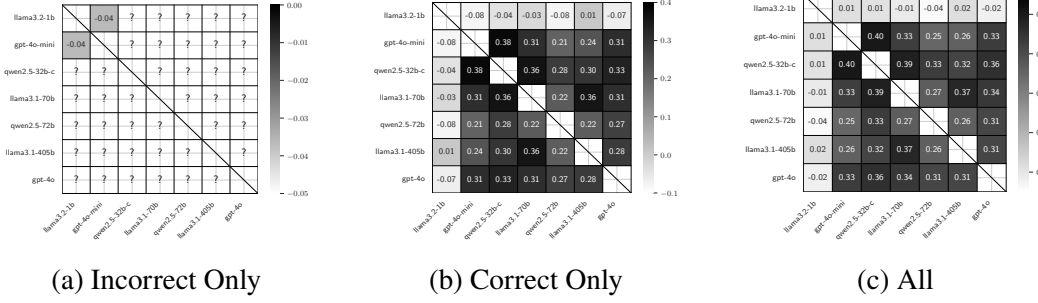 llama3.2-1b -0.04 ? ? ? ? ?
gpt-4o-mini -0.04 ? ? ? ? ?
qwen2.5-32b-c ? ? ? ? ? ?
llama3.1-70b ? ? ? ? ? ?
qwen2.5-72b ? ? ? ? ? ?
llama3.1-405b ? ? ? ? ? ?
gpt-4o ? ? ? ? ? ?
llama3.2-1b gpt-4o-mini qwen2.5-32b-c llama3.1-70b qwen2.5-72b llama3.1-405b gpt-4o
0.00
−0.01
−0.02
−0.03
−0.04
−0.05
(a) Incorrect Only
llama3.2-1b -0.08 -0.04 -0.03 -0.08 0.01 -0.07
gpt-4o-mini -0.08 0.38 0.31 0.21 0.24 0.31
qwen2.5-32b-c -0.04 0.38 0.36 0.28 0.30 0.33
llama3.1-70b -0.03 0.31 0.36 0.22 0.36 0.31
qwen2.5-72b -0.08 0.21 0.28 0.22 0.22 0.27
llama3.1-405b 0.01 0.24 0.30 0.36 0.22 0.28
gpt-4o -0.07 0.31 0.33 0.31 0.27 0.28
llama3.2-1b gpt-4o-mini qwen2.5-32b-c llama3.1-70b qwen2.5-72b llama3.1-405b gpt-4o
0.4
0.3
0.2
0.1
0.0
−0.1
(b) Correct Only
llama3.2-1b 0.01 0.01 -0.01 -0.04 0.02 -0.02
gpt-4o-mini 0.01 0.40 0.33 0.25 0.26 0.33
qwen2.5-32b-c 0.01 0.40 0.39 0.33 0.32 0.36
llama3.1-70b -0.01 0.33 0.39 0.27 0.37 0.34
qwen2.5-72b -0.04 0.25 0.33 0.27 0.26 0.31
llama3.1-405b 0.02 0.26 0.32 0.37 0.26 0.31
gpt-4o -0.02 0.33 0.36 0.34 0.31 0.31
llama3.2-1b gpt-4o-mini qwen2.5-32b-c llama3.1-70b qwen2.5-72b llama3.1-405b gpt-4o
(c) All